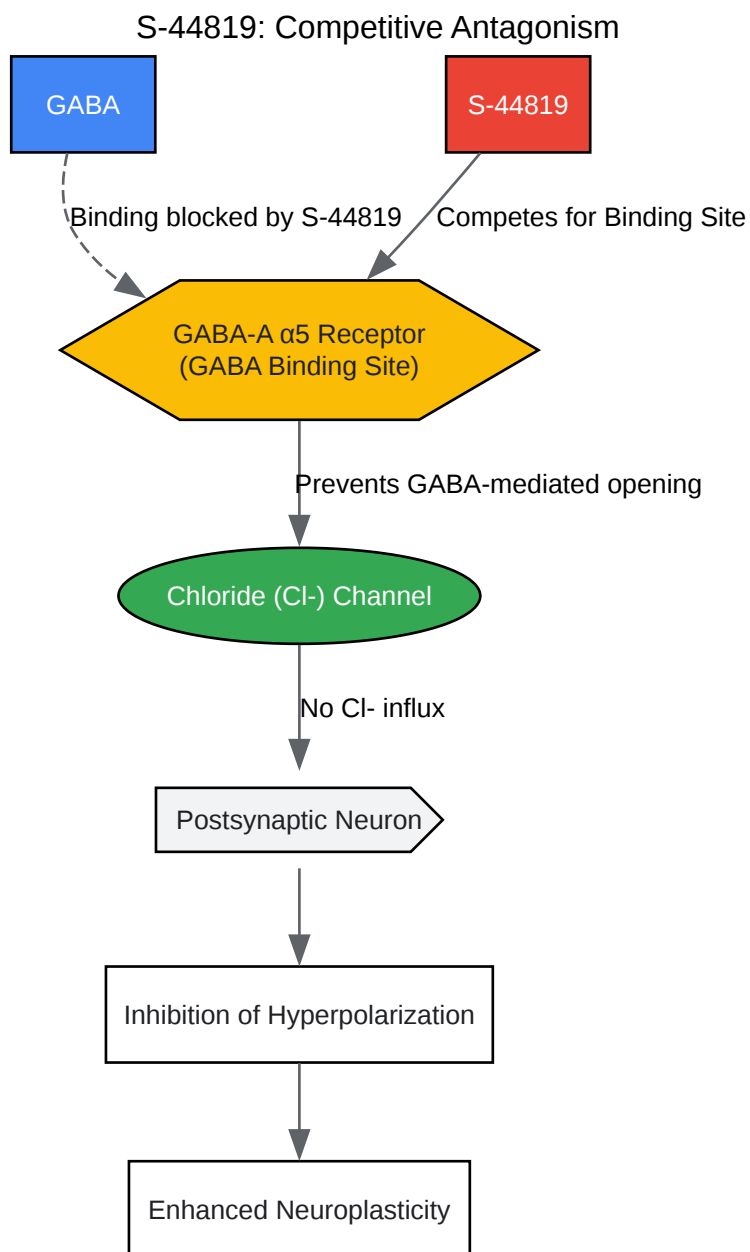 S-44819: Competitive Antagonism
GABA
S-44819
Binding blocked by S-44819
Competes for Binding Site
GABA-A α5 Receptor
(GABA Binding Site)
Prevents GABA-mediated opening
Chloride (Cl-) Channel
No Cl- influx
Postsynaptic Neuron
Inhibition of Hyperpolarization
Enhanced Neuroplasticity